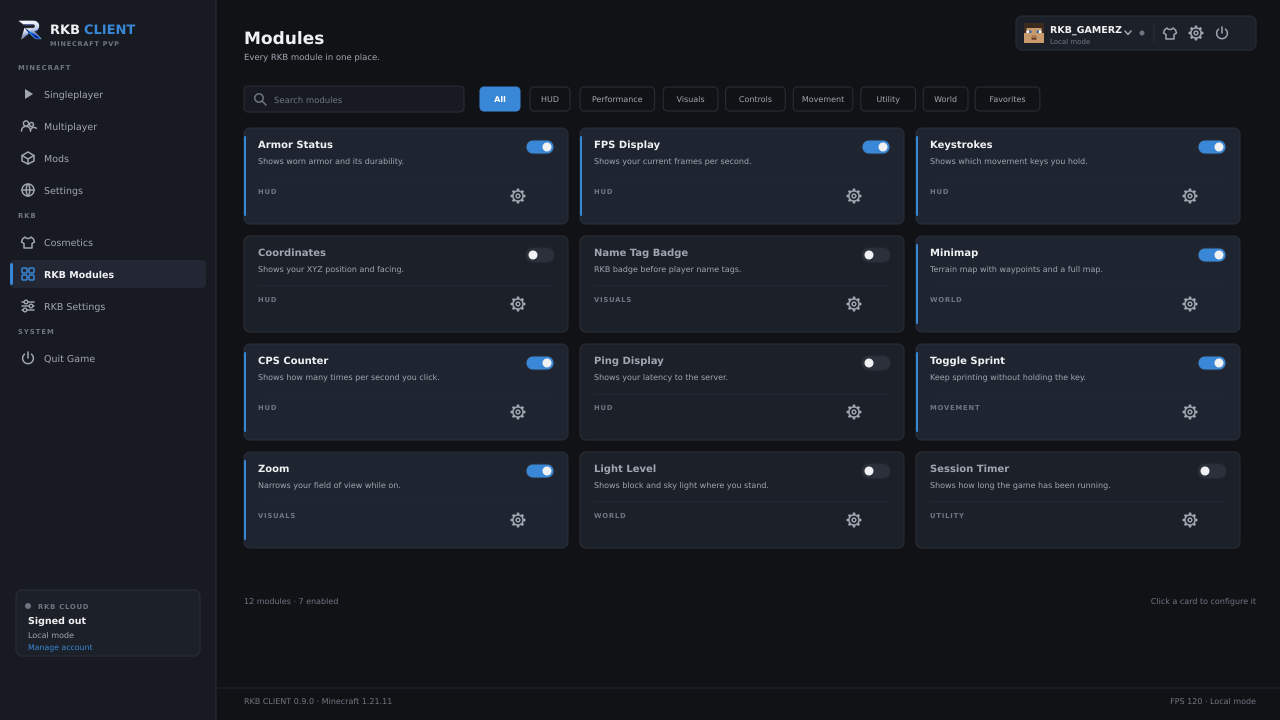 RKB CLIENT
MINECRAFT PVP
MINECRAFT
Singleplayer
Multiplayer
Mods
Settings
RKB
Cosmetics
RKB Modules
RKB Settings
SYSTEM
Quit Game
RKB CLOUD
Signed out
Local mode
Manage account
Modules
Every RKB module in one place.
RKB_GAMERZ
Local mode
Search modules
All
HUD
Performance
Visuals
Controls
Movement
Utility
World
Favorites
Armor Status
Shows worn armor and its durability.
HUD
FPS Display
Shows your current frames per second.
HUD
Keystrokes
Shows which movement keys you hold.
HUD
Coordinates
Shows your XYZ position and facing.
HUD
Name Tag Badge
RKB badge before player name tags.
VISUALS
Minimap
Terrain map with waypoints and a full map.
WORLD
CPS Counter
Shows how many times per second you click.
HUD
Ping Display
Shows your latency to the server.
HUD
Toggle Sprint
Keep sprinting without holding the key.
MOVEMENT
Zoom
Narrows your field of view while on.
VISUALS
Light Level
Shows block and sky light where you stand.
WORLD
Session Timer
Shows how long the game has been running.
UTILITY
12 modules · 7 enabled
Click a card to configure it
RKB CLIENT 0.9.0 · Minecraft 1.21.11
FPS 120 · Local mode